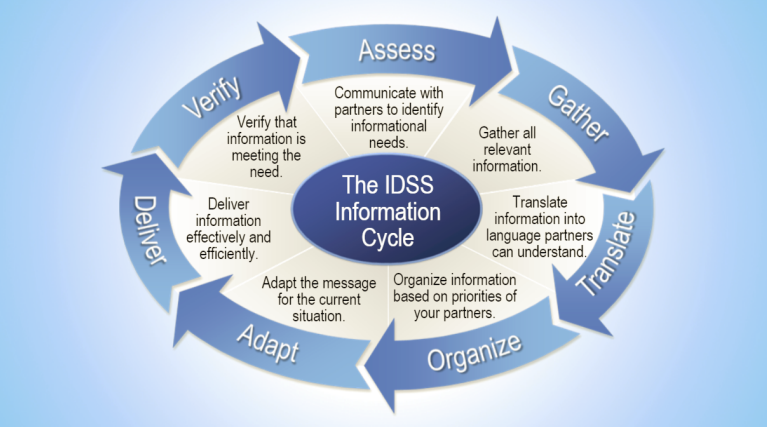 Assess
Communicate with
partners to identify
informational
needs.
Gather
Gather all
relevant
information.
Translate
Translate
information into
language partners
can understand.
Organize
Organize information
based on priorities of
your partners.
Adapt
Adapt the message
for the current
situation.
Deliver
Deliver
information
effectively and
efficiently.
Verify
Verify that
information is
meeting the
need.
The IDSS
Information
Cycle